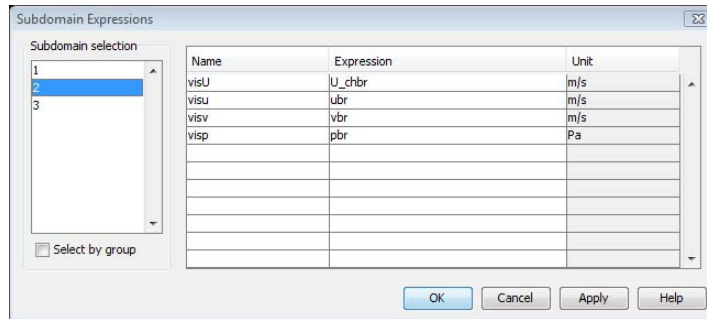 Subdomain Expressions
Subdomain selection
1
2
3
Select by group
Name Expression Unit
visU U_chbr m/s
visu ubr m/s
visv vbr m/s
visp pbr Pa
OK Cancel Apply Help